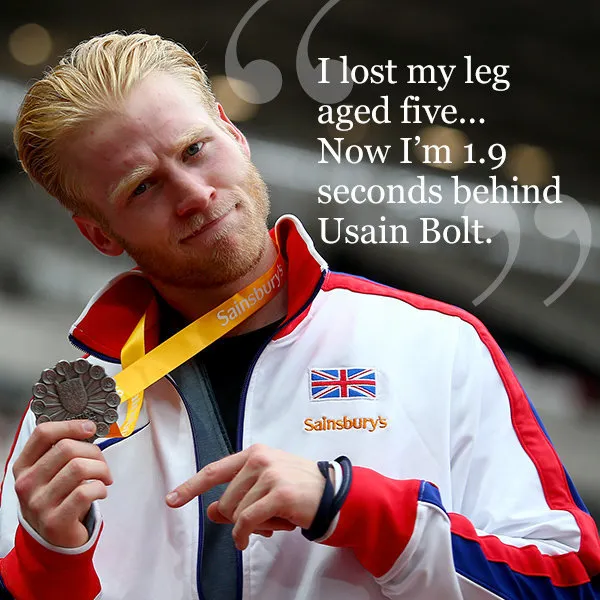 I lost my leg
aged five...
Now I’m 1.9
seconds behind
Usain Bolt.
Sainsbury's
Sainsbury's